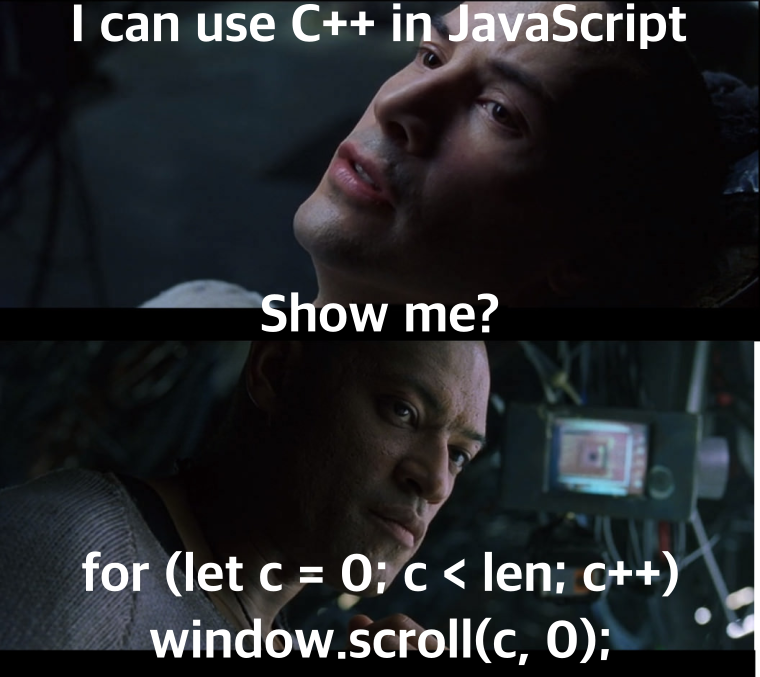 I can use C++ in JavaScript
Show me?
for (let c = 0; c < len; c++)
window.scroll(c, 0);